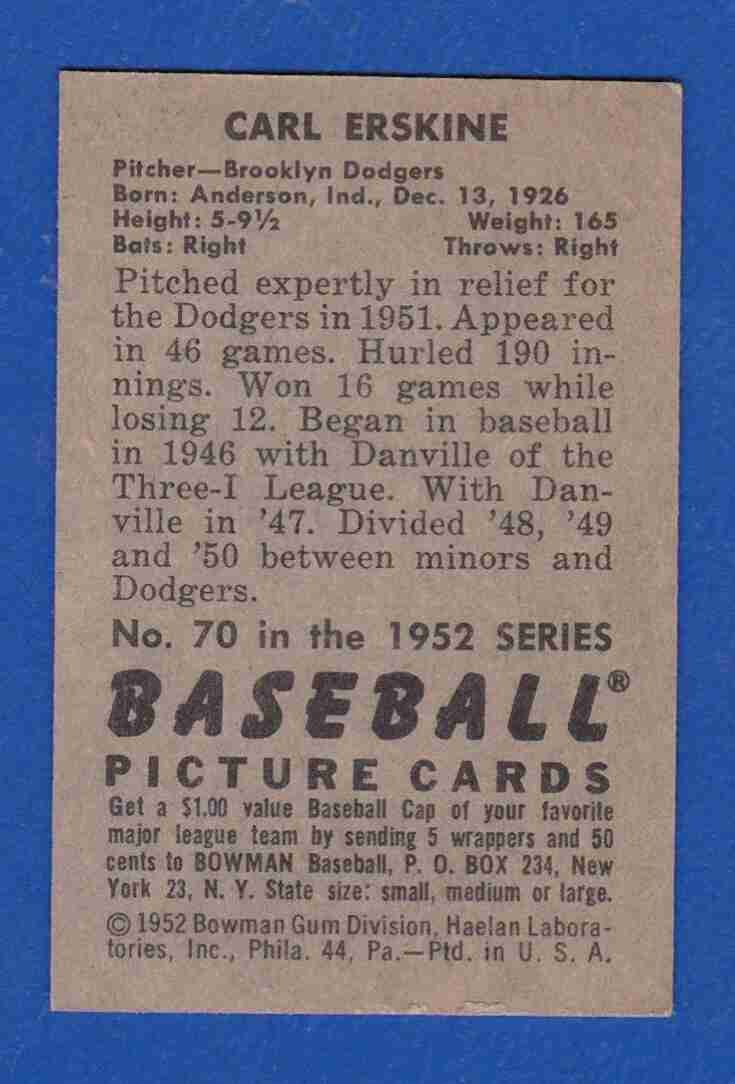 CARL ERSKINE
Pitcher—Brooklyn Dodgers
Born: Anderson, Ind., Dec. 13, 1926
Height: 5-9½ Weight: 165
Bats: Right Throws: Right
Pitched expertly in relief for
the Dodgers in 1951. Appeared
in 46 games. Hurled 190 in-
nings. Won 16 games while
losing 12. Began in baseball
in 1946 with Danville of the
Three-I League. With Dan-
ville in '47. Divided '48, '49
and '50 between minors and
Dodgers.
No. 70 in the 1952 SERIES
BASEBALL®
PICTURE CARDS
Get a $1.00 value Baseball Cap of your favorite
major league team by sending 5 wrappers and 50
cents to BOWMAN Baseball, P. O. BOX 234, New
York 23, N. Y. State size: small, medium or large.
© 1952 Bowman Gum Division, Haelan Labora-
tories, Inc., Phila. 44, Pa.—Ptd. in U. S. A.